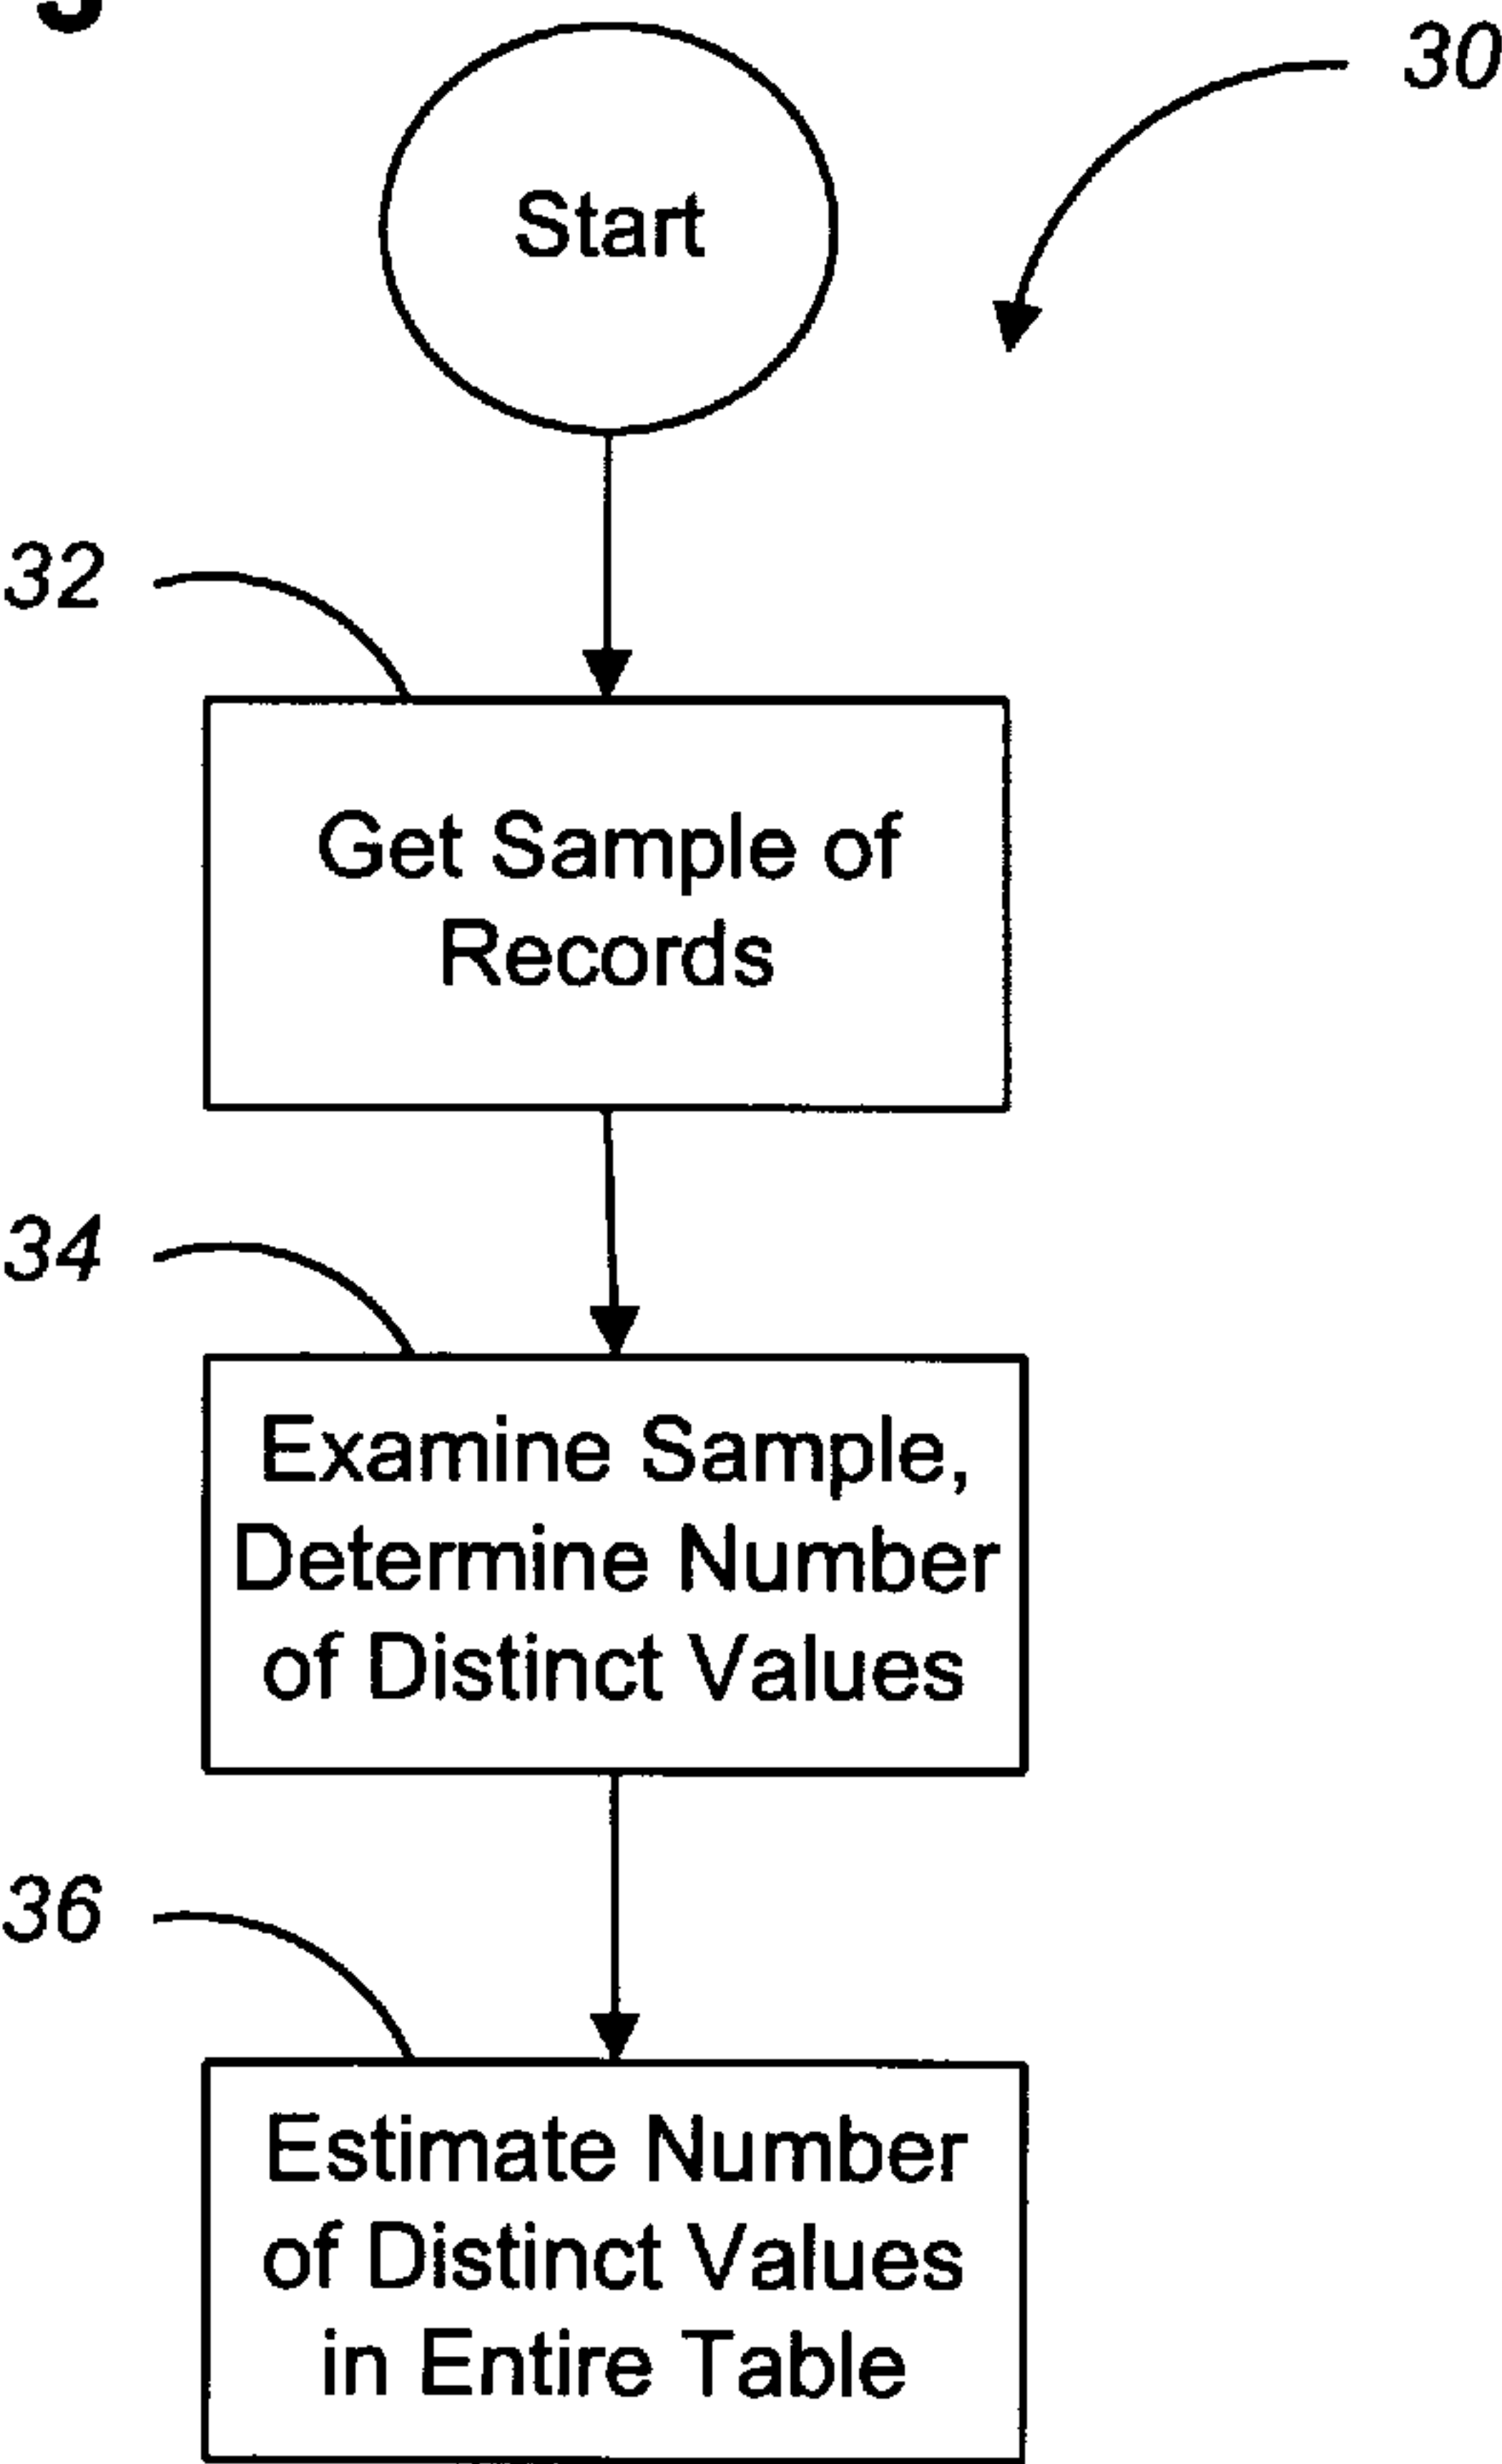 30
Start
32
Get Sample of
Records
34
Examine Sample,
Determine Number
of Distinct Values
36
Estimate Number
of Distinct Values
in Entire Table